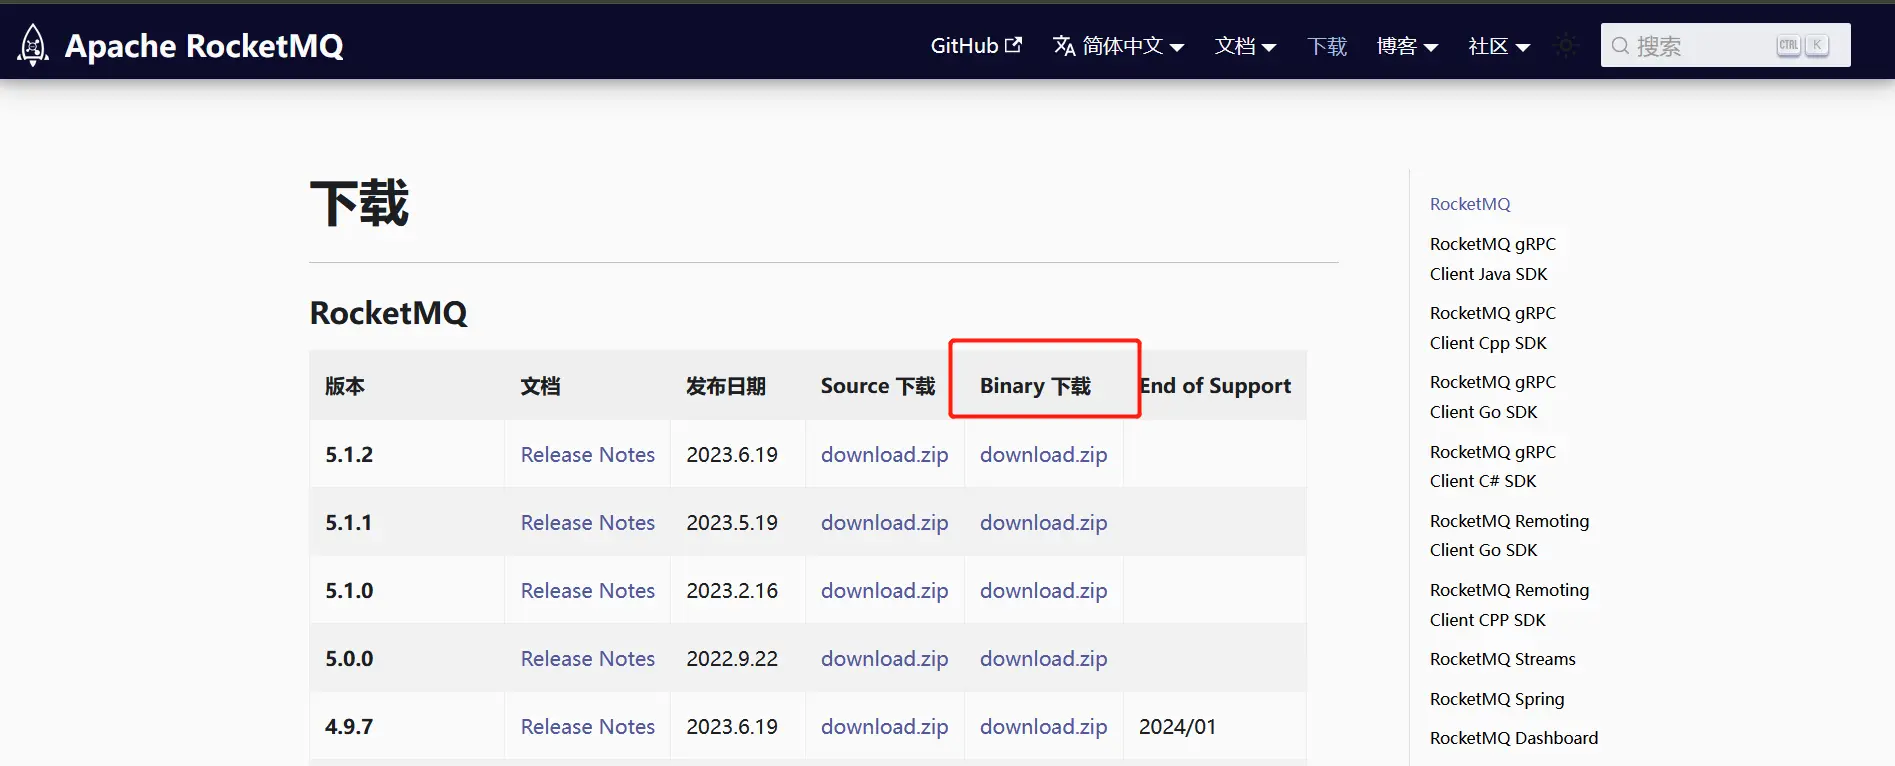 Apache RocketMQ GitHub 简体中文 文档 下载 博客 社区 搜索 CTRL K
下载
RocketMQ
版本 文档 发布日期 Source 下载 Binary 下载 End of Support
5.1.2 Release Notes 2023.6.19 download.zip download.zip
5.1.1 Release Notes 2023.5.19 download.zip download.zip
5.1.0 Release Notes 2023.2.16 download.zip download.zip
5.0.0 Release Notes 2022.9.22 download.zip download.zip
4.9.7 Release Notes 2023.6.19 download.zip download.zip 2024/01
RocketMQ
RocketMQ gRPC
Client Java SDK
RocketMQ gRPC
Client Cpp SDK
RocketMQ gRPC
Client Go SDK
RocketMQ gRPC
Client C# SDK
RocketMQ Remoting
Client Go SDK
RocketMQ Remoting
Client CPP SDK
RocketMQ Streams
RocketMQ Spring
RocketMQ Dashboard